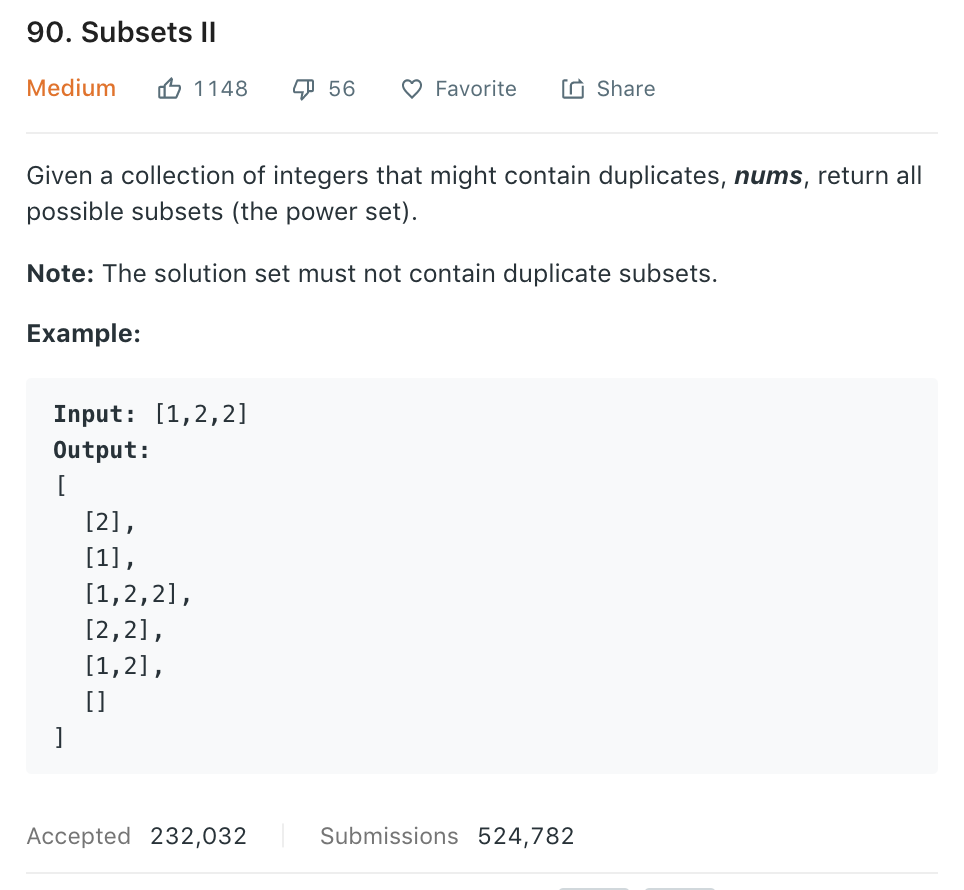 90. Subsets II
Medium 1148 56 Favorite Share
Given a collection of integers that might contain duplicates, nums, return all
possible subsets (the power set).
Note: The solution set must not contain duplicate subsets.
Example:
Input: [1,2,2]
Output:
[
  [2],
  [1],
  [1,2,2],
  [2,2],
  [1,2],
  []
]
Accepted 232,032 Submissions 524,782